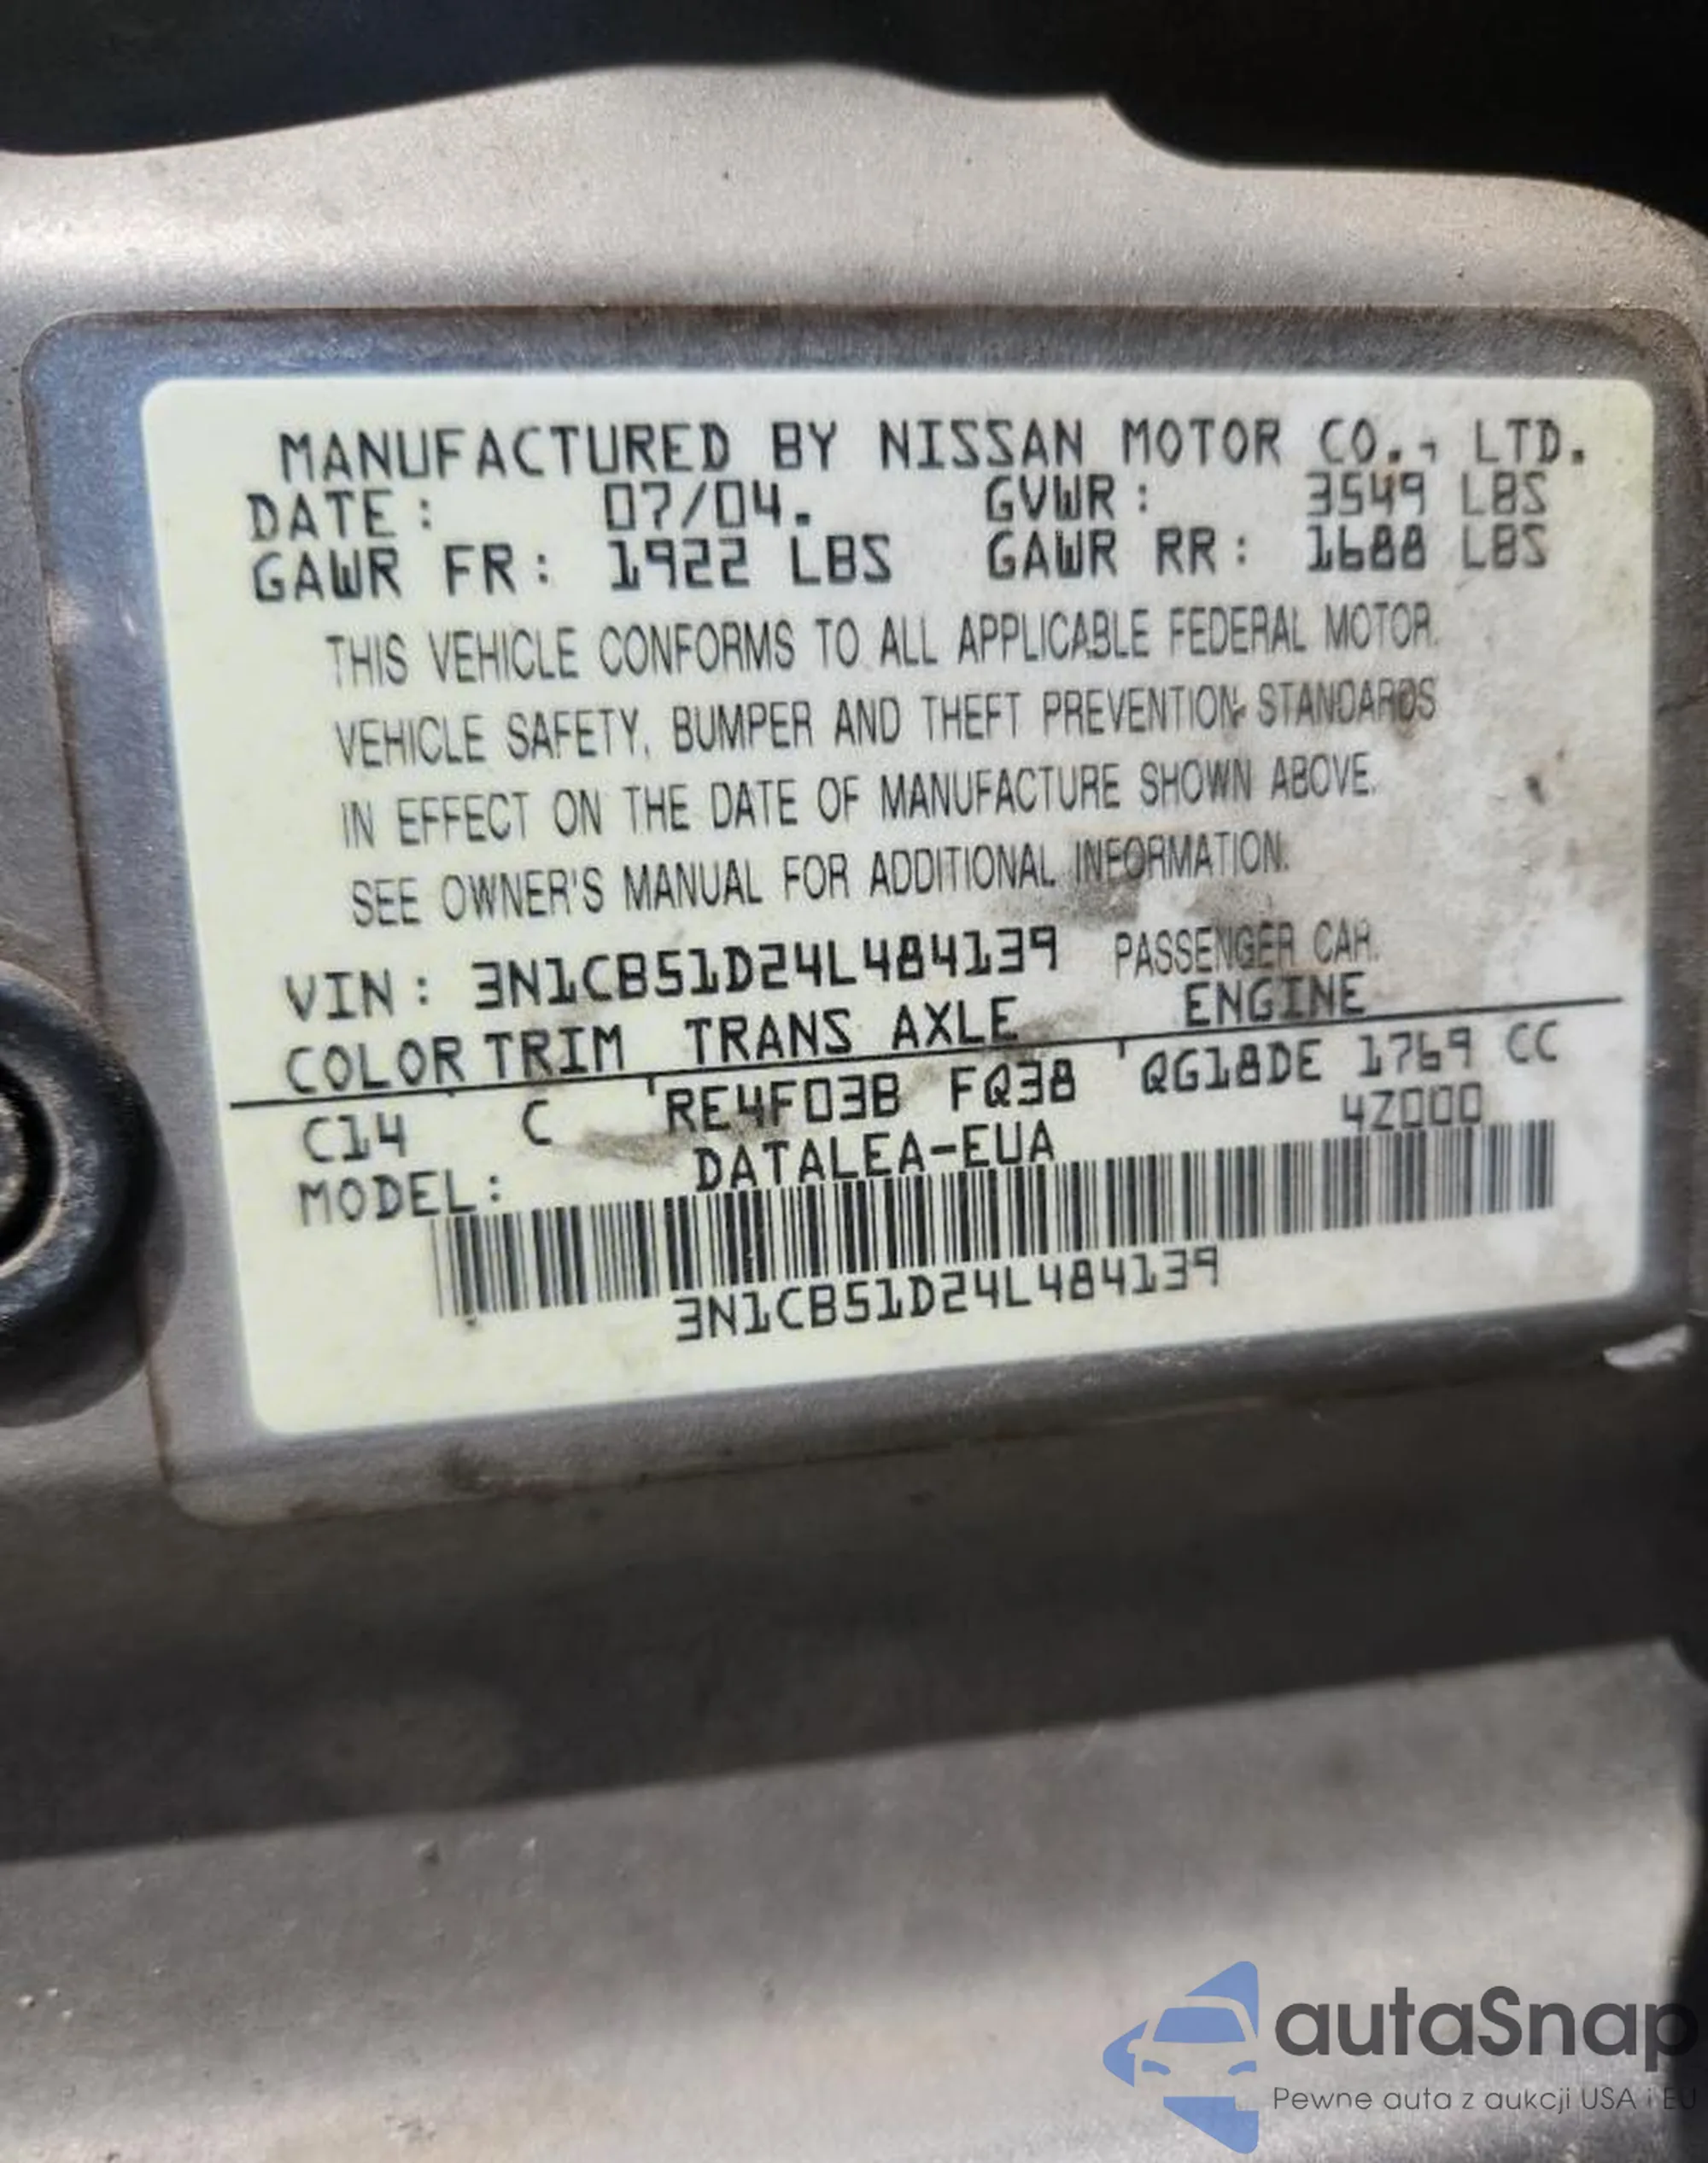 MANUFACTURED BY NISSAN MOTOR CO., LTD.
DATE: 07/04. GVWR: 3549 LBS
GAWR FR: 1922 LBS GAWR RR: 1688 LBS
THIS VEHICLE CONFORMS TO ALL APPLICABLE FEDERAL MOTOR
VEHICLE SAFETY, BUMPER AND THEFT PREVENTION STANDARDS
IN EFFECT ON THE DATE OF MANUFACTURE SHOWN ABOVE.
SEE OWNER'S MANUAL FOR ADDITIONAL INFORMATION.
VIN: 3N1CB51D24L484139 PASSENGER CAR.
COLOR TRIM TRANS AXLE ENGINE
C14 C RE4F03B FQ38 QG18DE 1769 CC
MODEL: DATALEA-EUA 4Z000
3N1CB51D24L484139
autaSnap
Pewne auta z aukcji USA i EU